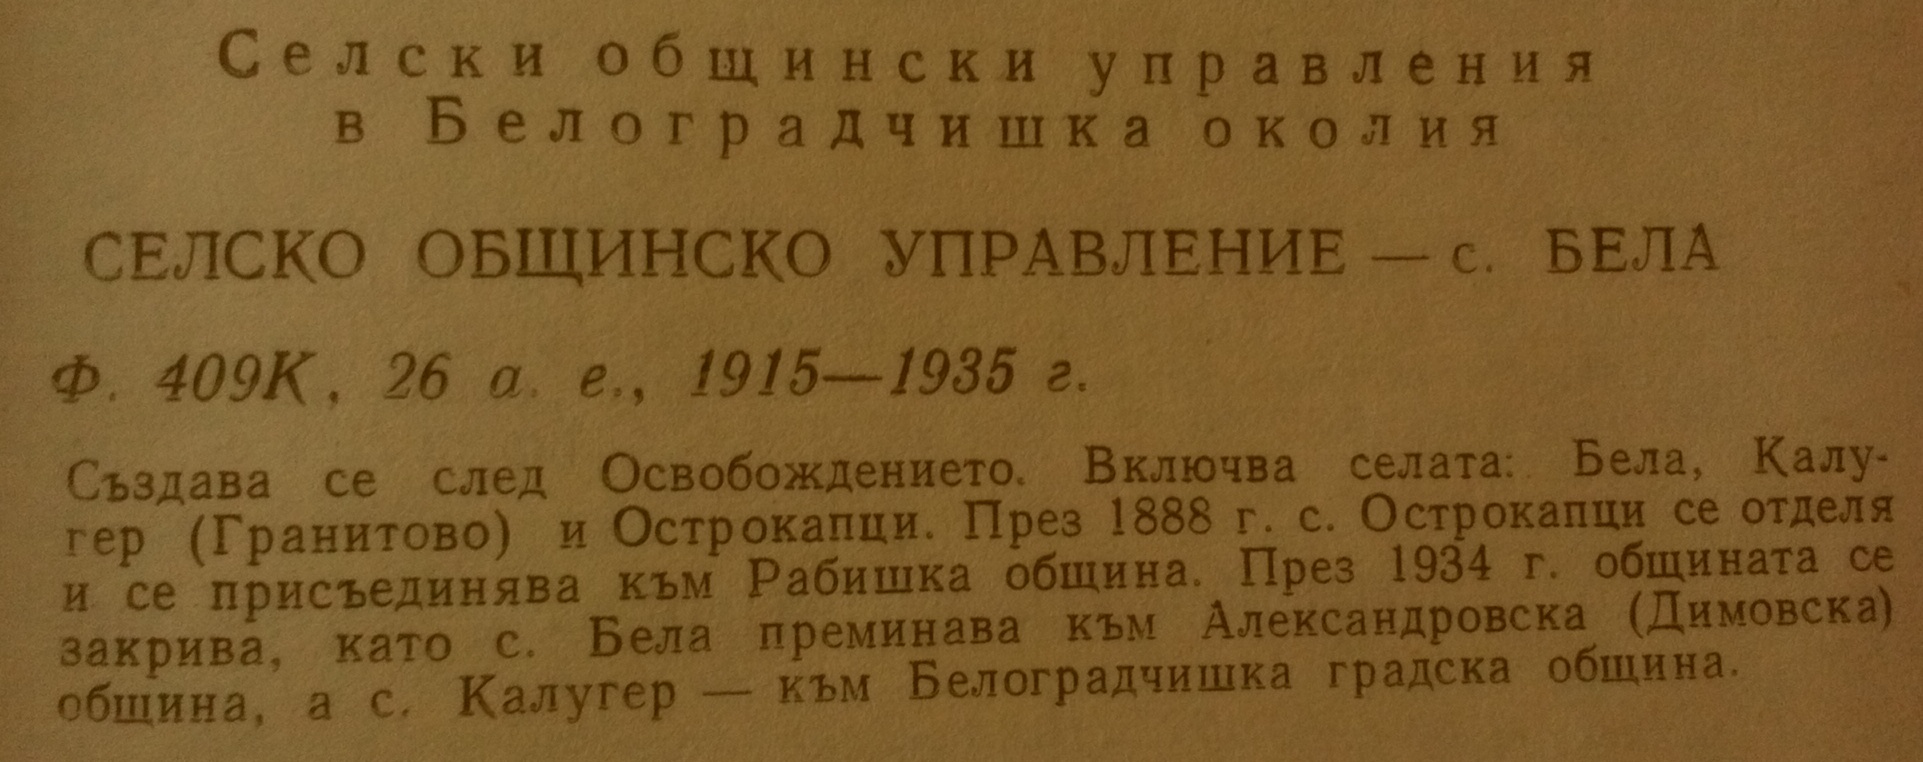 Селски общински управления
в Белоградчишка околия
СЕЛСКО ОБЩИНСКО УПРАВЛЕНИЕ — с. БЕЛА
Ф. 409К, 26 а. е., 1915—1935 г.
Създава се след Освобождението. Включва селата: Бела, Калу-
гер (Гранитово) и Острокапци. През 1888 г. с. Острокапци се отделя
и се присъединява към Рабишка община. През 1934 г. общината се
закрива, като с. Бела преминава към Александровска (Димовска)
община, а с. Калугер — към Белоградчишка градска община.